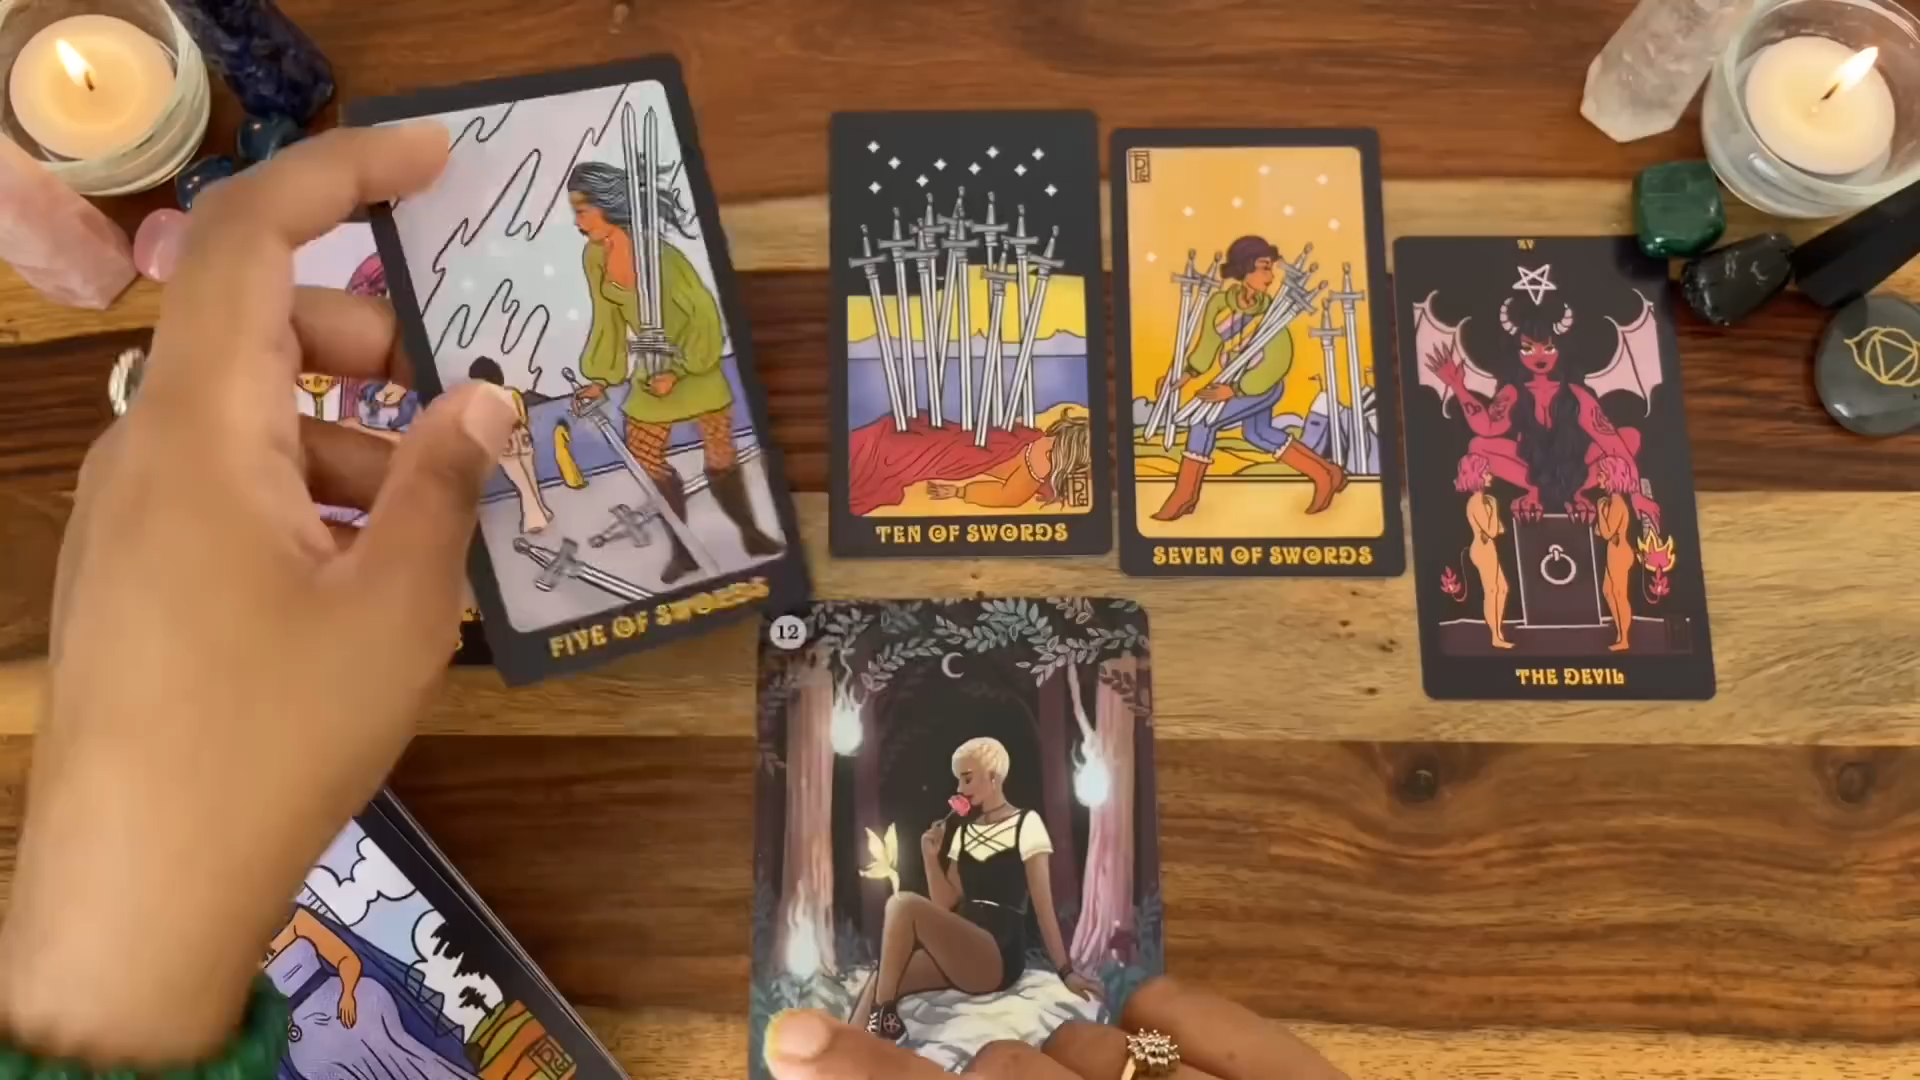 FIVE OF SWORDS
TEN OF SWORDS
SEVEN OF SWORDS
XV
THE DEVIL
12